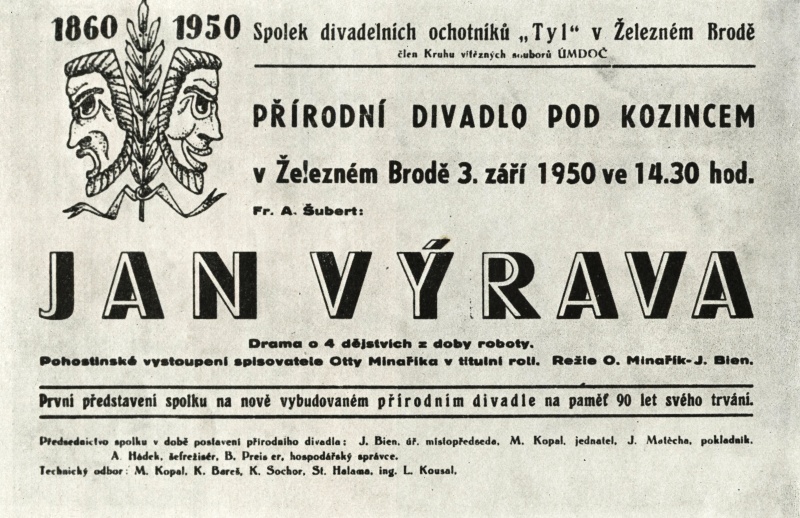 1860 1950 Spolek divadelních ochotníků „Tyl“ v Železném Brodě
člen Kruhu vítězných souborů ÚMDOČ
PŘÍRODNÍ DIVADLO POD KOZINCEM
v Železném Brodě 3. září 1950 ve 14.30 hod.
Fr. A. Šubert:
JAN VÝRAVA
Drama o 4 dějstvích z doby roboty.
Pohostinské vystoupení spisovatele Otty Minaříka v titulní roli. Režie O. Minařík-J. Bien.
První představení spolku na nově vybudovaném přírodním divadle na paměť 90 let svého trvání.
Předsednictvo spolku v době postavení přírodního divadla: J. Bien, úř. místopředseda, M. Kopal, jednatel, J. Matěcha, pokladník,
A. Hádek, šefrežisér, B. Preisler, hospodářský správce.
Technický odbor: M. Kopal, K. Bareš, K. Sochor, St. Halama, ing. L. Kousal,